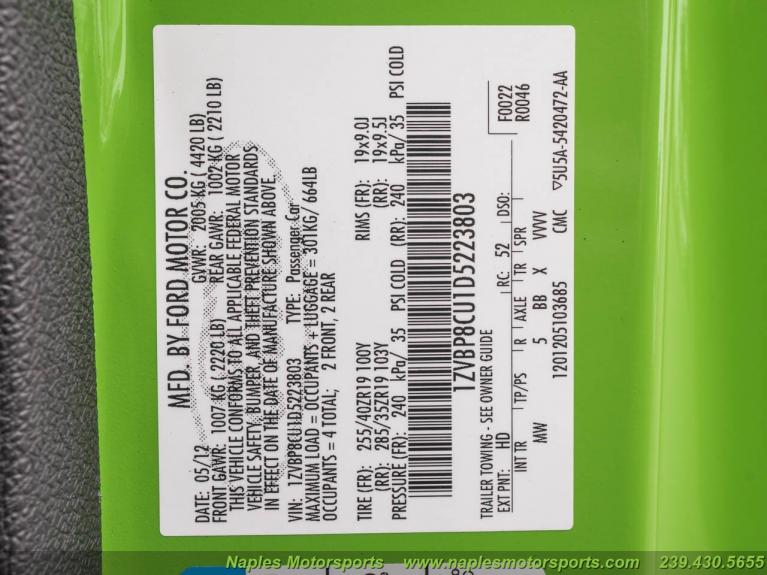 MFD. BY FORD MOTOR CO.
DATE: 05/12 GVWR: 2005 KG ( 4420 LB)
FRONT GAWR: 1007 KG ( 2220 LB) REAR GAWR: 1002 KG ( 2210 LB)
THIS VEHICLE CONFORMS TO ALL APPLICABLE FEDERAL MOTOR
VEHICLE SAFETY, BUMPER, AND THEFT PREVENTION STANDARDS
IN EFFECT ON THE DATE OF MANUFACTURE SHOWN ABOVE.
VIN: 1ZVBP8CU1D5223803 TYPE: Passenger Car
MAXIMUM LOAD = OCCUPANTS + LUGGAGE = 301KG/ 664LB
OCCUPANTS = 4 TOTAL; 2 FRONT, 2 REAR
TIRE (FR): 255/40ZR19 100Y RIMS (FR): 19x9.0J
(RR): 285/35ZR19 103Y (RR): 19x9.5J
PRESSURE (FR): 240 kPa/ 35 PSI COLD (RR): 240 kPa/ 35 PSI COLD
1ZVBP8CU1D5223803
TRAILER TOWING - SEE OWNER GUIDE
F0022
R0046
EXT PNT: HD RC: 52 DSO:
INT TR TP/PS R AXLE TR SPR
MW 5 BB X VVVV
1201205103685 CMC ▽5U5A-5420472-AA
Naples Motorsports www.naplesmotorsports.com 239.430.5655